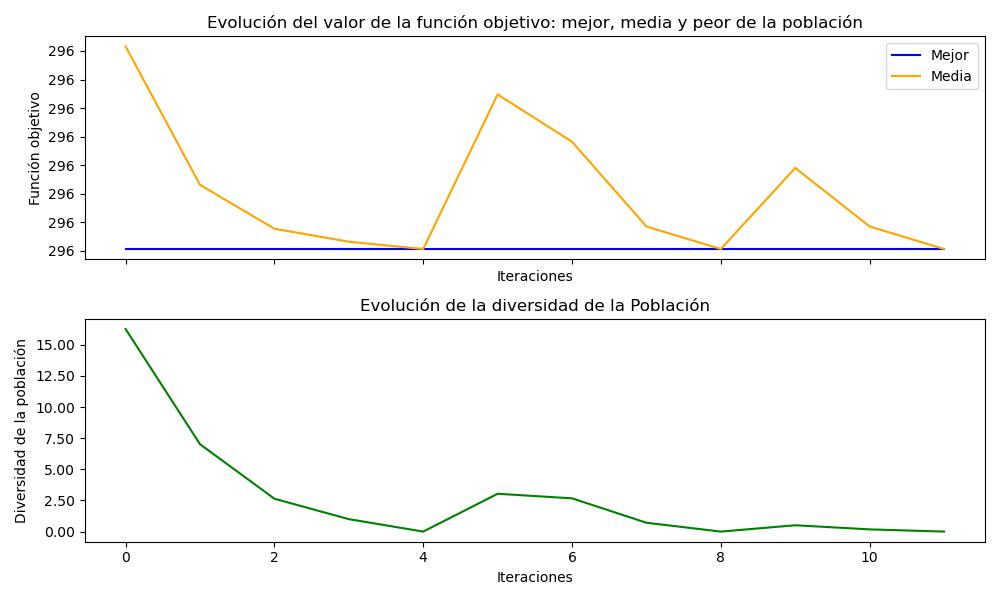 Evolución del valor de la función objetivo: mejor, media y peor de la población
Función objetivo
296
296
296
296
296
296
296
296
Mejor
Media
Iteraciones
Evolución de la diversidad de la Población
Diversidad de la población
15.00
12.50
10.00
7.50
5.00
2.50
0.00
0 2 4 6 8 10
Iteraciones